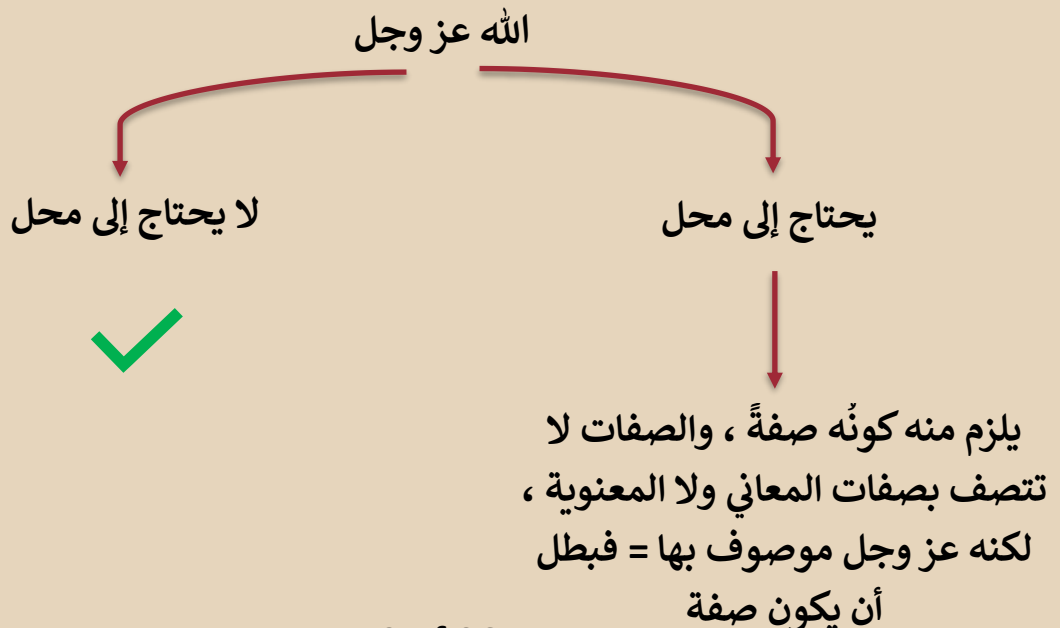 الله عز وجل
يحتاج إلى محل
لا يحتاج إلى محل
يلزم منه كونُه صفةً ، والصفات لا
تتصف بصفات المعاني ولا المعنوية ،
لكنه عز وجل موصوف بها = فبطل
أن يكون صفة